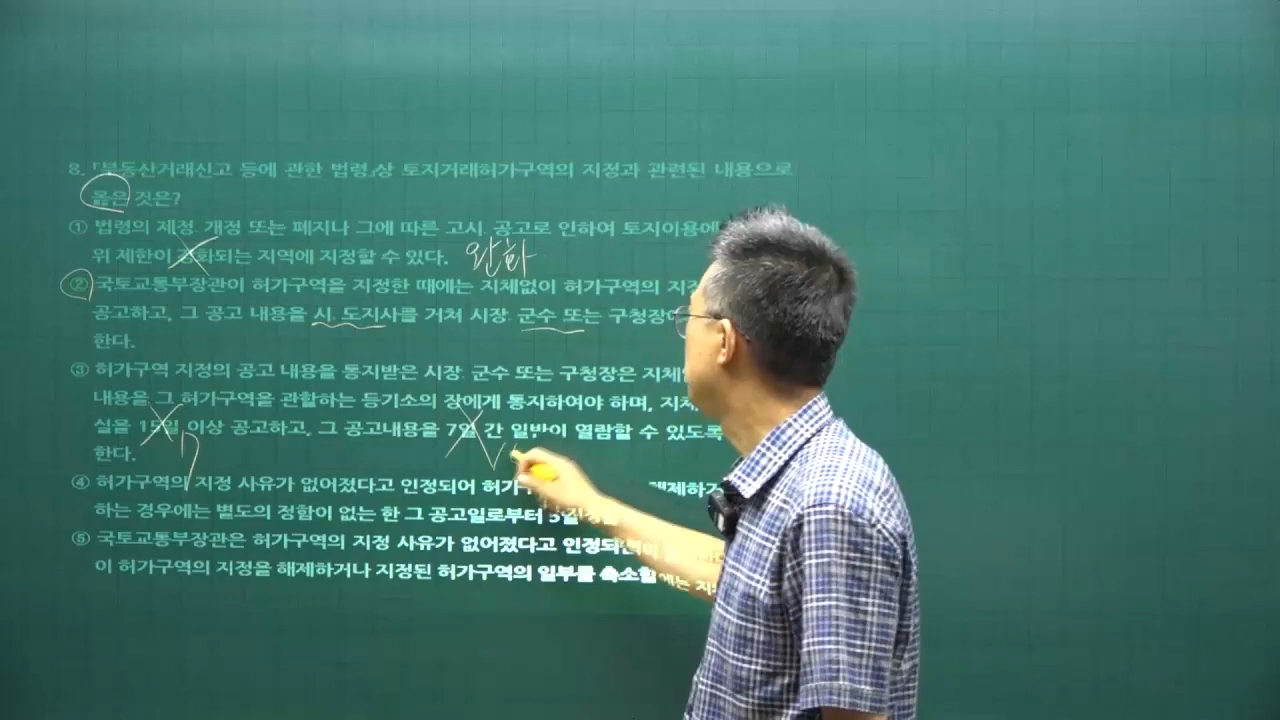 8. 「부동산거래신고 등에 관한 법령」상 토지거래허가구역의 지정과 관련된 내용으로
옳은 것은?
① 법령의 제정. 개정 또는 폐지나 그에 따른 고시. 공고로 인하여 토지이용에
위 제한이 강화되는 지역에 지정할 수 있다. 완화
② 국토교통부장관이 허가구역을 지정한 때에는 지체없이 허가구역의
공고하고, 그 공고 내용을 시. 도지사를 거쳐 시장. 군수 또는 구청장에
한다.
③ 허가구역 지정의 공고 내용을 통지받은 시장. 군수 또는 구청장은
내용을 그 허가구역을 관할하는 등기소의 장에게 통지하여야 하며,
실을 15일 이상 공고하고, 그 공고내용을 7일 간 일반이 열람할 수 있도록
7
한다.
④ 허가구역의 지정 사유가 없어졌다고 인정되어
하는 경우에는 별도의 정함이 없는 한 그 공고일로부터
⑤ 국토교통부장관은 허가구역의 지정 사유가 없어졌다고
이 허가구역의 지정을 해제하거나 지정된 허가구역의 일부를 축소할